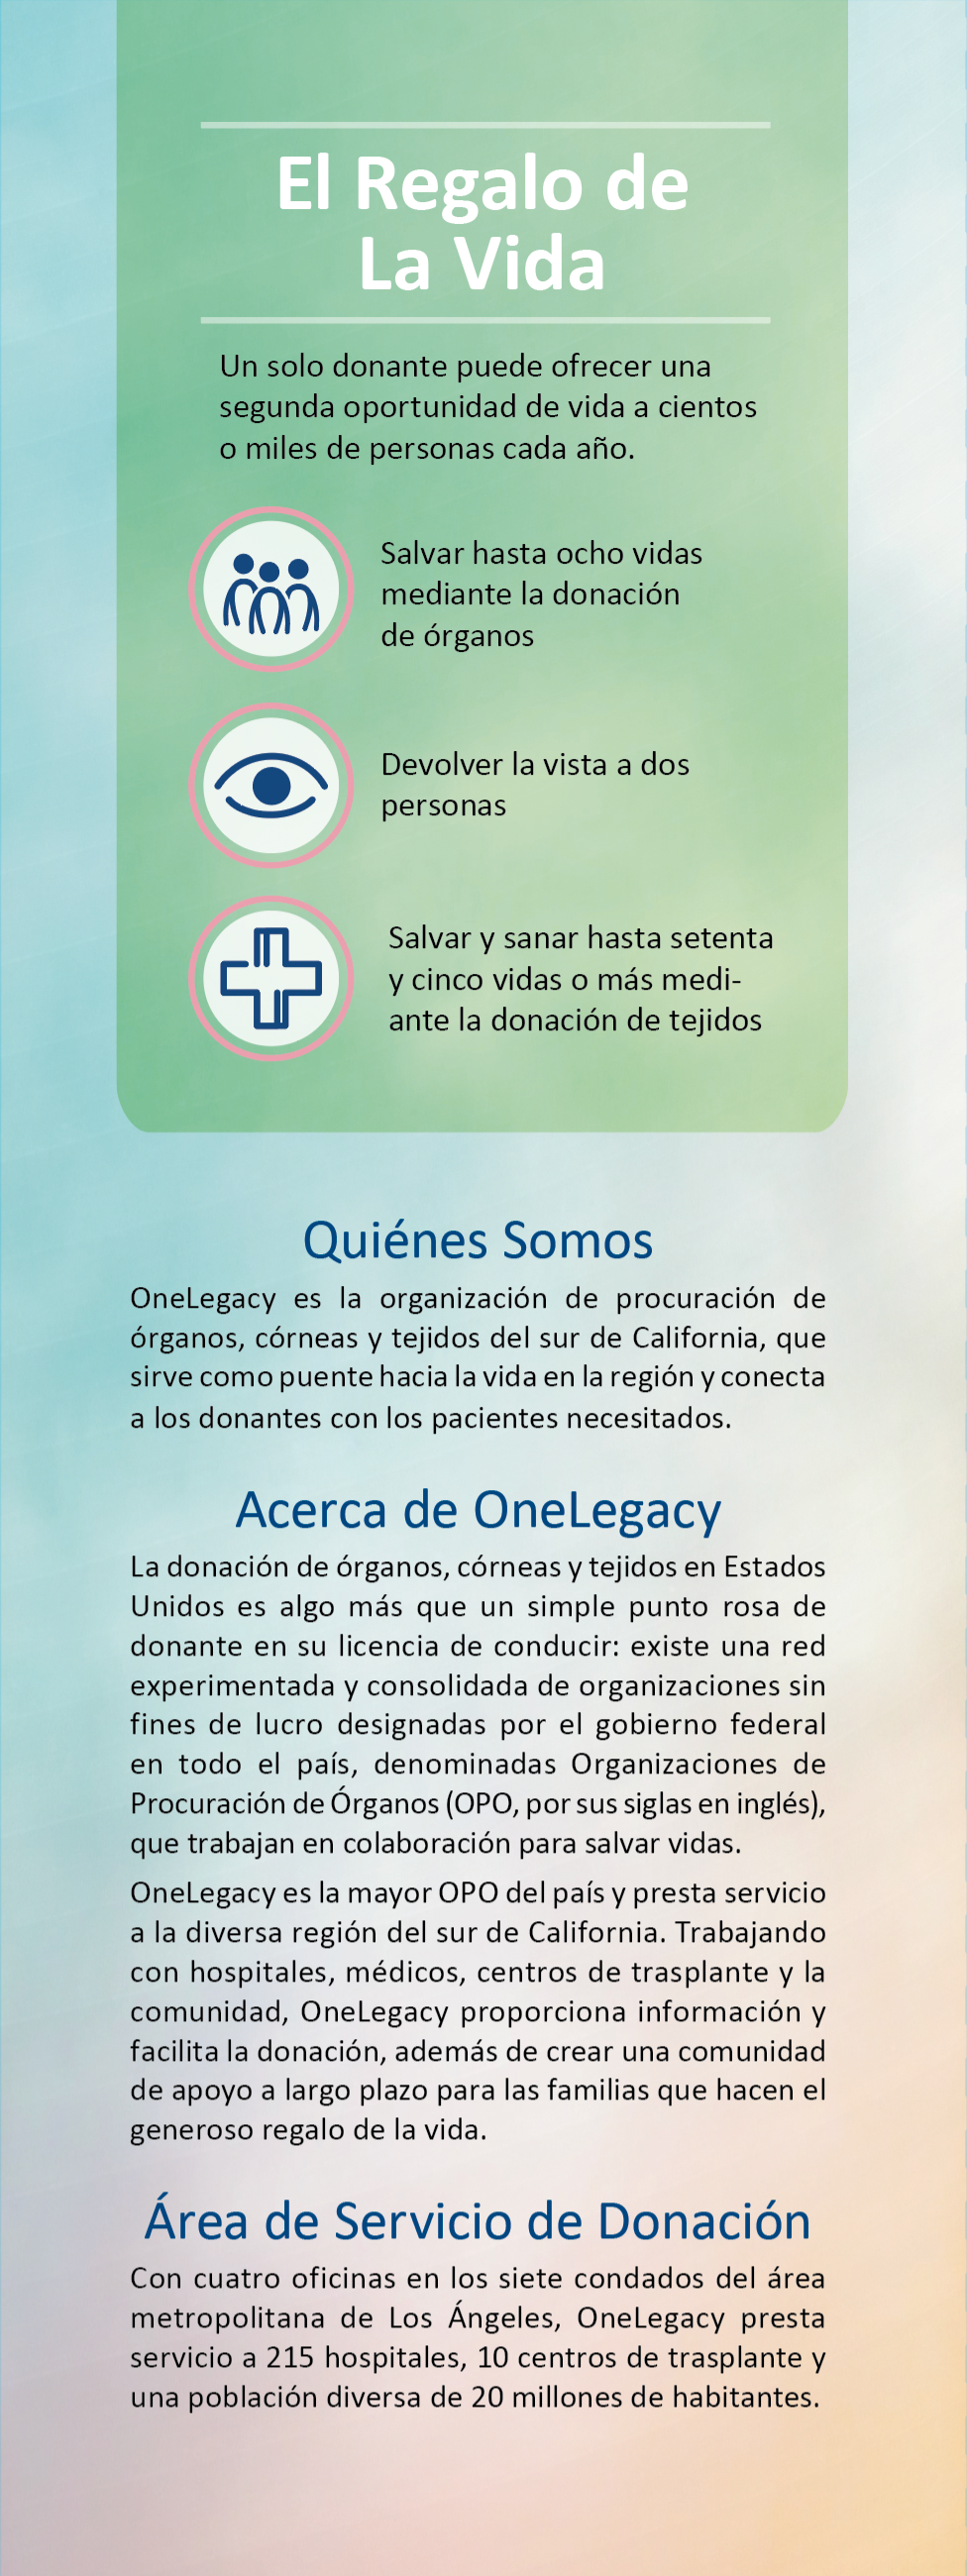 El Regalo de
La Vida
Un solo donante puede ofrecer una
segunda oportunidad de vida a cientos
o miles de personas cada año.
Salvar hasta ocho vidas
mediante la donación
de órganos
Devolver la vista a dos
personas
Salvar y sanar hasta setenta
y cinco vidas o más medi-
ante la donación de tejidos
Quiénes Somos
OneLegacy es la organización de procuración de
órganos, córneas y tejidos del sur de California, que
sirve como puente hacia la vida en la región y conecta
a los donantes con los pacientes necesitados.
Acerca de OneLegacy
La donación de órganos, córneas y tejidos en Estados
Unidos es algo más que un simple punto rosa de
donante en su licencia de conducir: existe una red
experimentada y consolidada de organizaciones sin
fines de lucro designadas por el gobierno federal
en todo el país, denominadas Organizaciones de
Procuración de Órganos (OPO, por sus siglas en inglés),
que trabajan en colaboración para salvar vidas.
OneLegacy es la mayor OPO del país y presta servicio
a la diversa región del sur de California. Trabajando
con hospitales, médicos, centros de trasplante y la
comunidad, OneLegacy proporciona información y
facilita la donación, además de crear una comunidad
de apoyo a largo plazo para las familias que hacen el
generoso regalo de la vida.
Área de Servicio de Donación
Con cuatro oficinas en los siete condados del área
metropolitana de Los Ángeles, OneLegacy presta
servicio a 215 hospitales, 10 centros de trasplante y
una población diversa de 20 millones de habitantes.